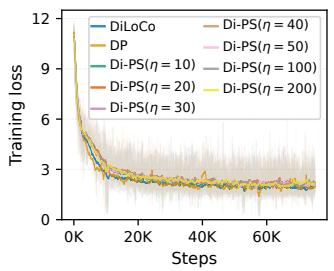 12
9
6
3
0
Training loss
DiLoCo
DP
Di-PS(η = 10)
Di-PS(η = 20)
Di-PS(η = 30)
Di-PS(η = 40)
Di-PS(η = 50)
Di-PS(η = 100)
Di-PS(η = 200)
0K 20K 40K 60K
Steps